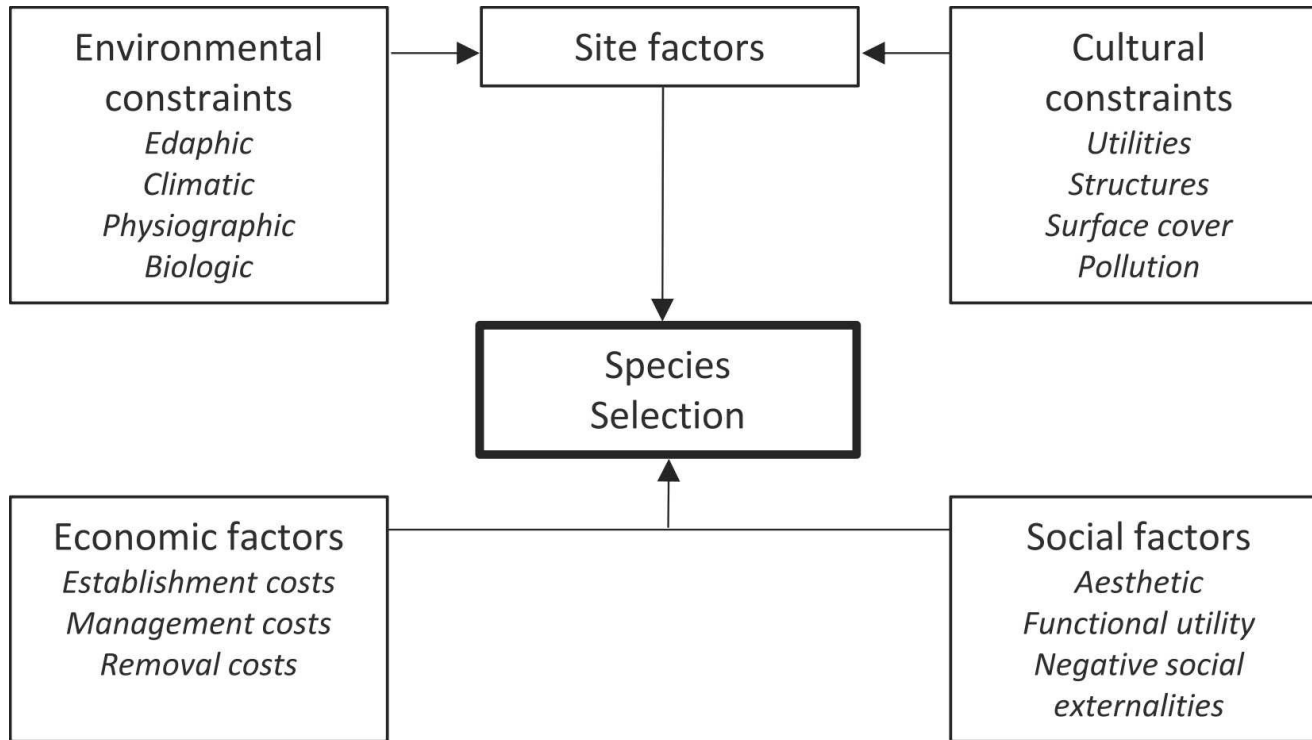 Environmental
constraints
Edaphic
Climatic
Physiographic
Biologic
Site factors
Cultural
constraints
Utilities
Structures
Surface cover
Pollution
Species
Selection
Economic factors
Establishment costs
Management costs
Removal costs
Social factors
Aesthetic
Functional utility
Negative social
externalities